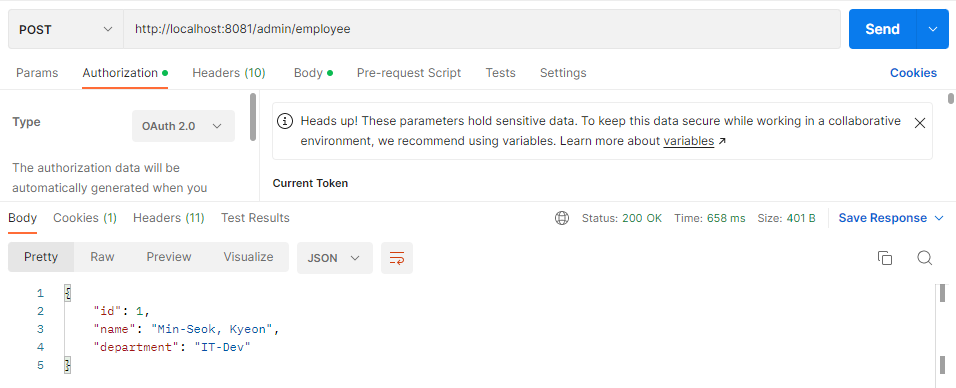 POST http://localhost:8081/admin/employee Send
Params Authorization Headers (10) Body Pre-request Script Tests Settings Cookies
Type OAuth 2.0
The authorization data will be
automatically generated when you
Heads up! These parameters hold sensitive data. To keep this data secure while working in a collaborative
environment, we recommend using variables. Learn more about variables ↗
Current Token
Body Cookies (1) Headers (11) Test Results Status: 200 OK Time: 658 ms Size: 401 B Save Response
Pretty Raw Preview Visualize JSON
1 {
2 "id": 1,
3 "name": "Min-Seok, Kyeon",
4 "department": "IT-Dev"
5 }